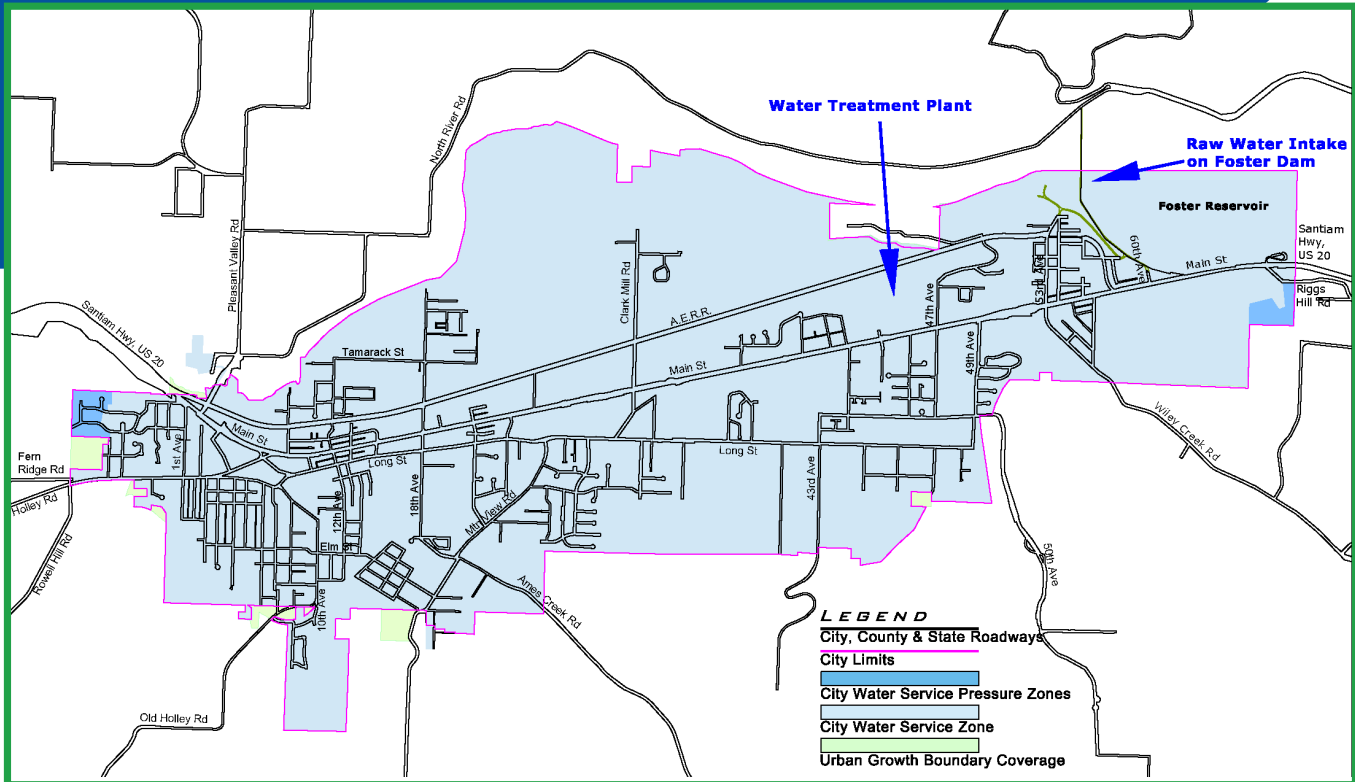 Water Treatment Plant
Raw Water Intake
on Foster Dam
North River Rd
Foster Reservoir
Pleasant Valley Rd
Santiam
Hwy,
US 20
60th Ave
Main St
53rd Ave
Riggs
Hill Rd
Clark Mill Rd
47th Ave
A.E.R.R.
Santiam Hwy, US 20
Tamarack St
49th Ave
Main St
Wiley Creek Rd
Main St
1st Ave
Fern
Ridge Rd
Long St
Long St
43rd Ave
Holley Rd
18th Ave
12th Ave
Mtn View Rd
Elm St
Rowell Hill Rd
50th Ave
Ames Creek Rd
10th Ave
Old Holley Rd
LEGEND
City, County & State Roadways
City Limits
City Water Service Pressure Zones
City Water Service Zone
Urban Growth Boundary Coverage